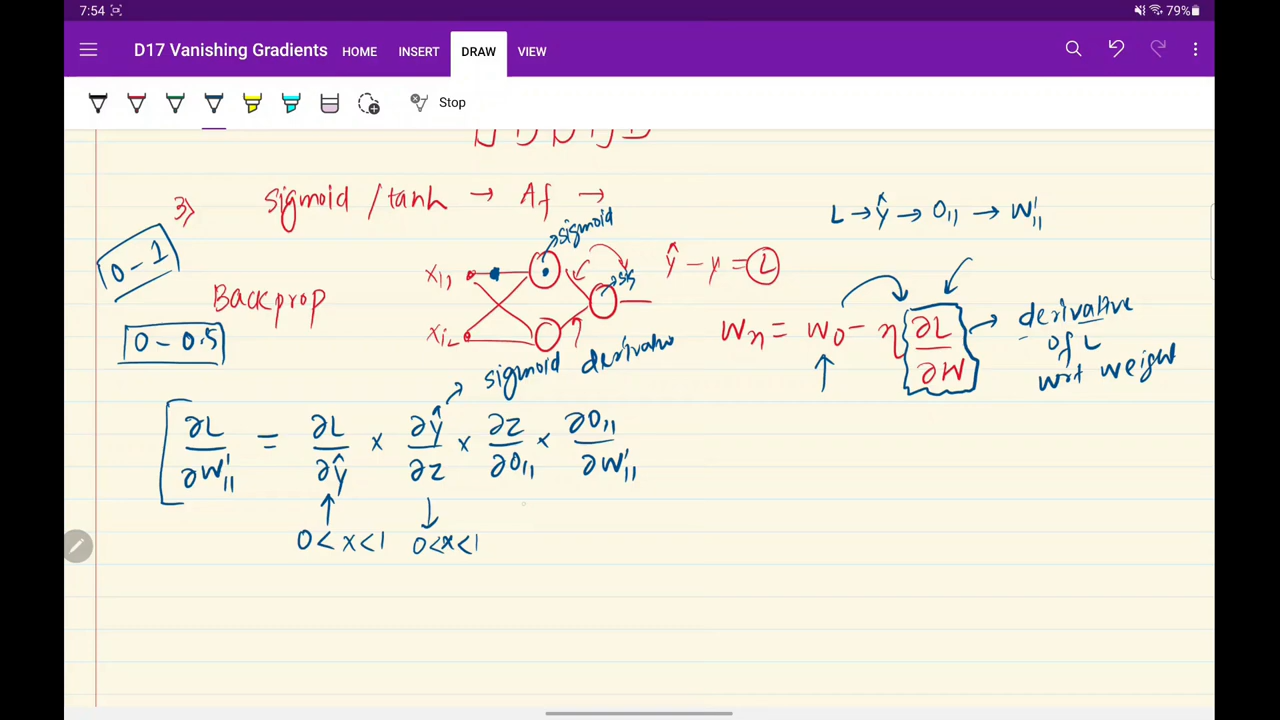 7:54 79%
D17 Vanishing Gradients HOME INSERT DRAW VIEW
Stop
3) sigmoid / tanh → Af →
L → ŷ → O₁₁ → W'₁₁
0 - 1
sigmoid
x₁₁
sig
ŷ - y = L
Backprop
xᵢ₂
Wn = W0 - η ∂L/∂W → derivative
of L
wrt weight
0 - 0.5
sigmoid derivative
∂L/∂W'₁₁ = ∂L/∂ŷ × ∂ŷ/∂z × ∂z/∂O₁₁ × ∂O₁₁/∂W'₁₁
0 < x < 1 0 < x < 1